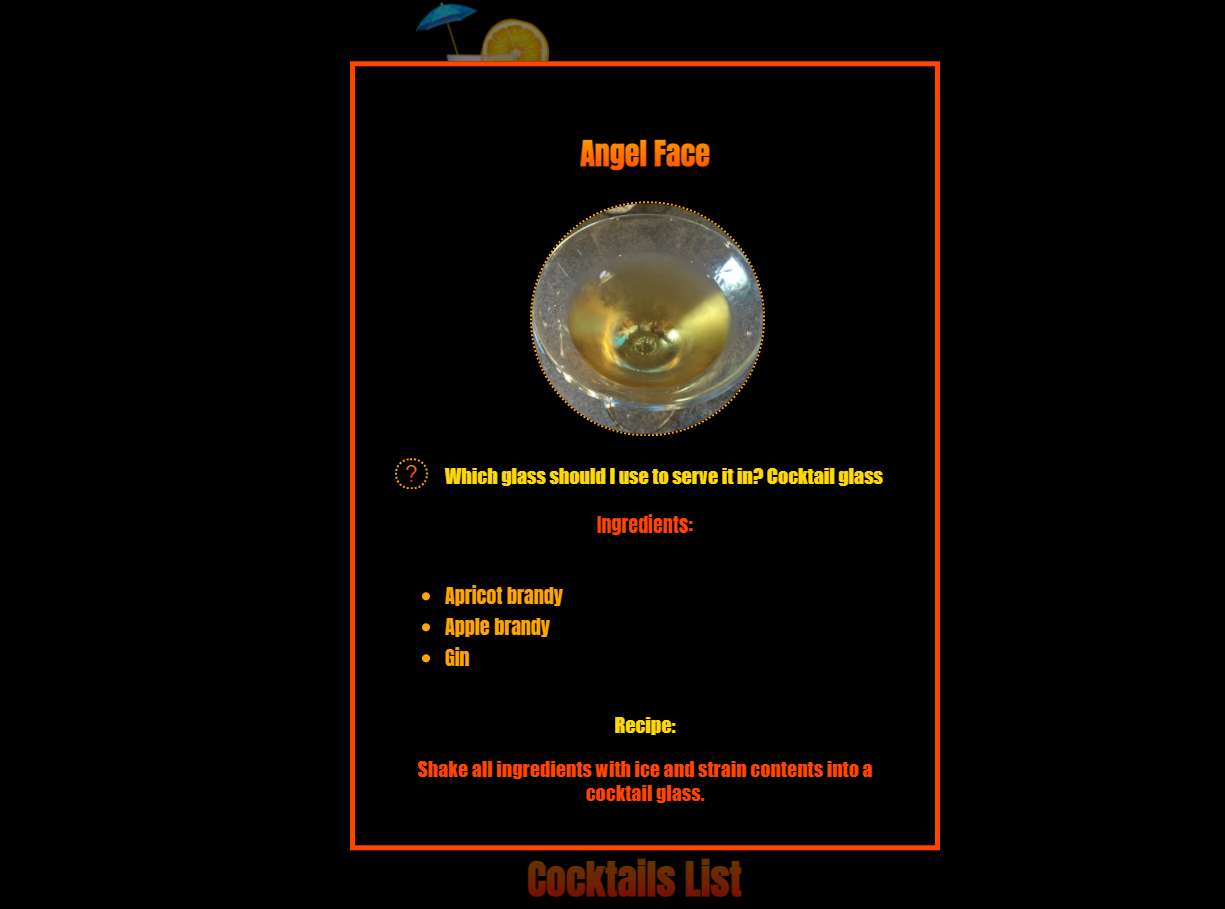 Angel Face
? Which glass should I use to serve it in? Cocktail glass
Ingredients:
• Apricot brandy
• Apple brandy
• Gin
Recipe:
Shake all ingredients with ice and strain contents into a
cocktail glass.
Cocktails List